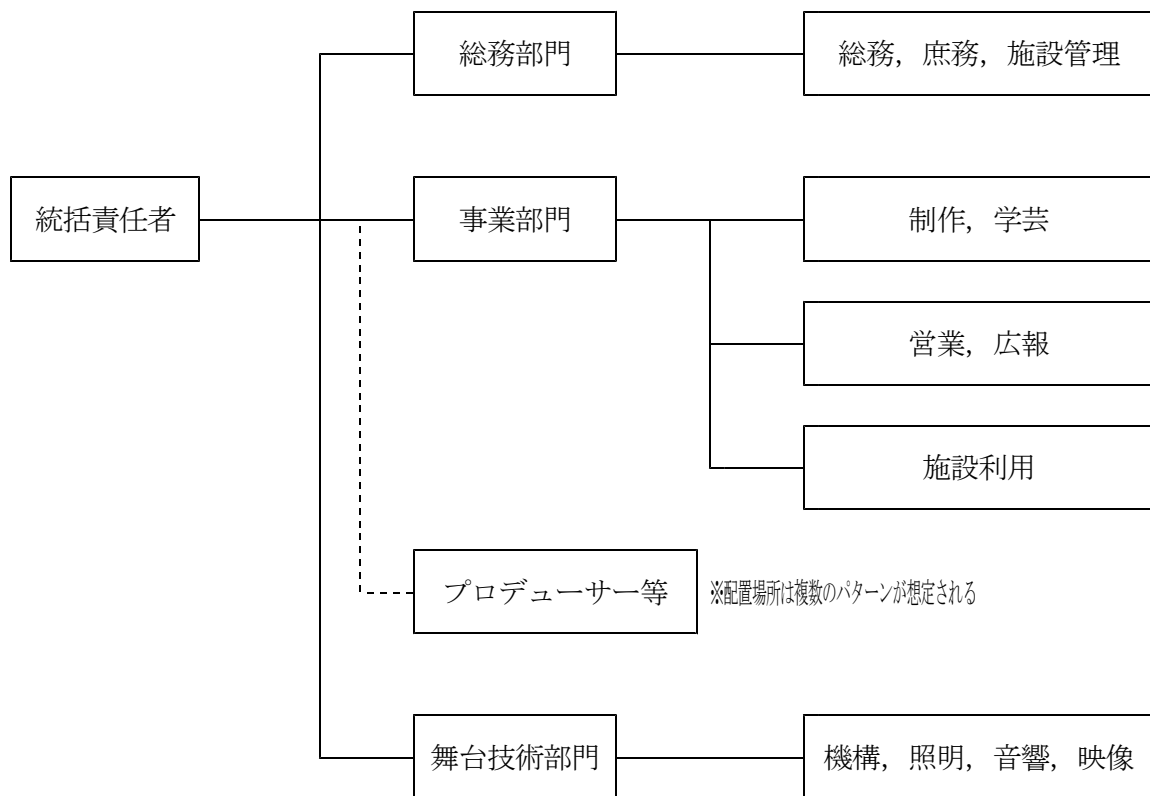 総務部門
総務，庶務，施設管理
統括責任者
事業部門
制作，学芸
営業，広報
施設利用
プロデューサー等
※配置場所は複数のパターンが想定される
舞台技術部門
機構，照明，音響，映像